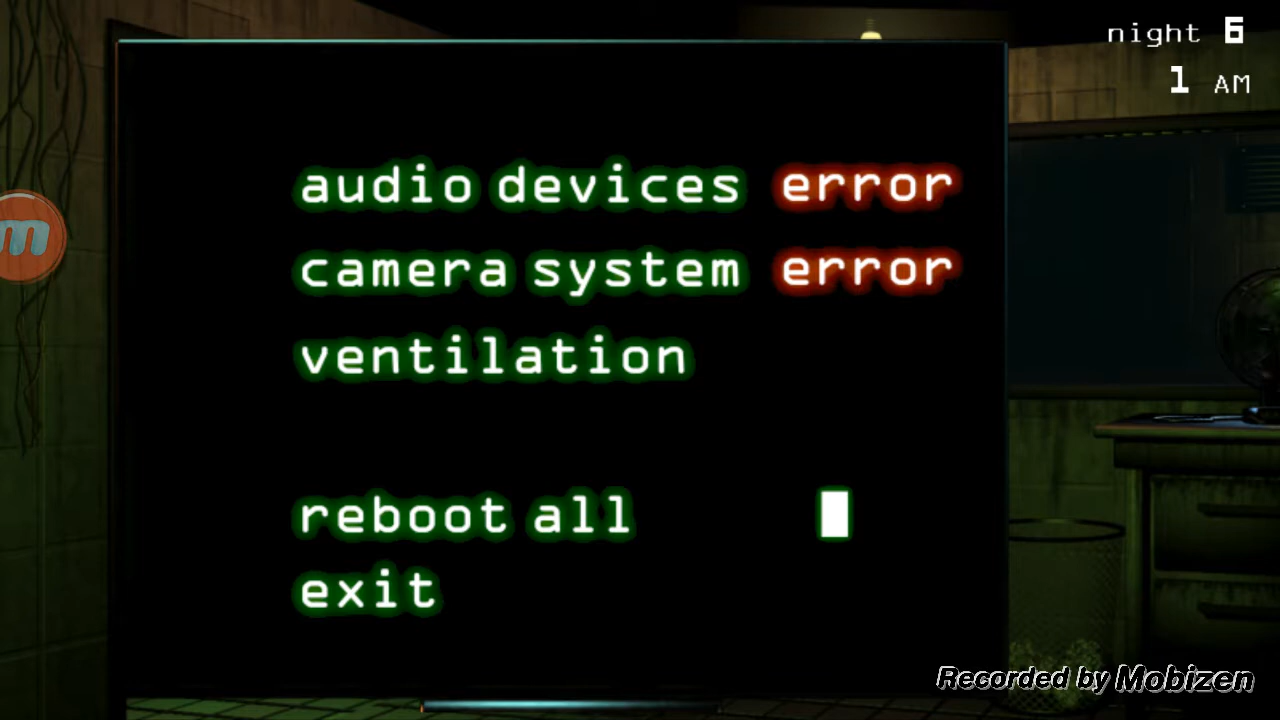 night 6
1 AM
audio devices error
camera system error
ventilation
reboot all
exit
m
Recorded by Mobizen